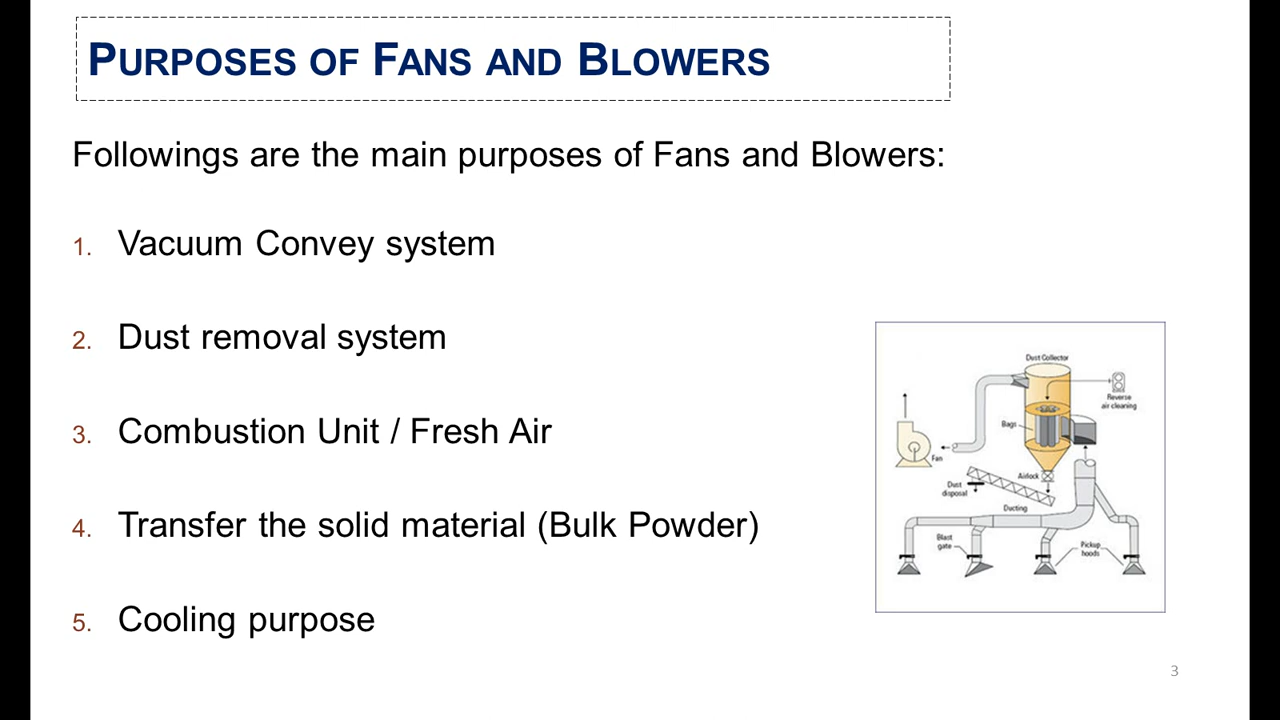 PURPOSES OF FANS AND BLOWERS
Followings are the main purposes of Fans and Blowers:
1. Vacuum Convey system
2. Dust removal system
3. Combustion Unit / Fresh Air
4. Transfer the solid material (Bulk Powder)
5. Cooling purpose
Dust Collector
Reverse
air cleaning
Bags
Fan
Airlock
Dust
disposal
Ducting
Blast
gate
Pickup
hoods
3